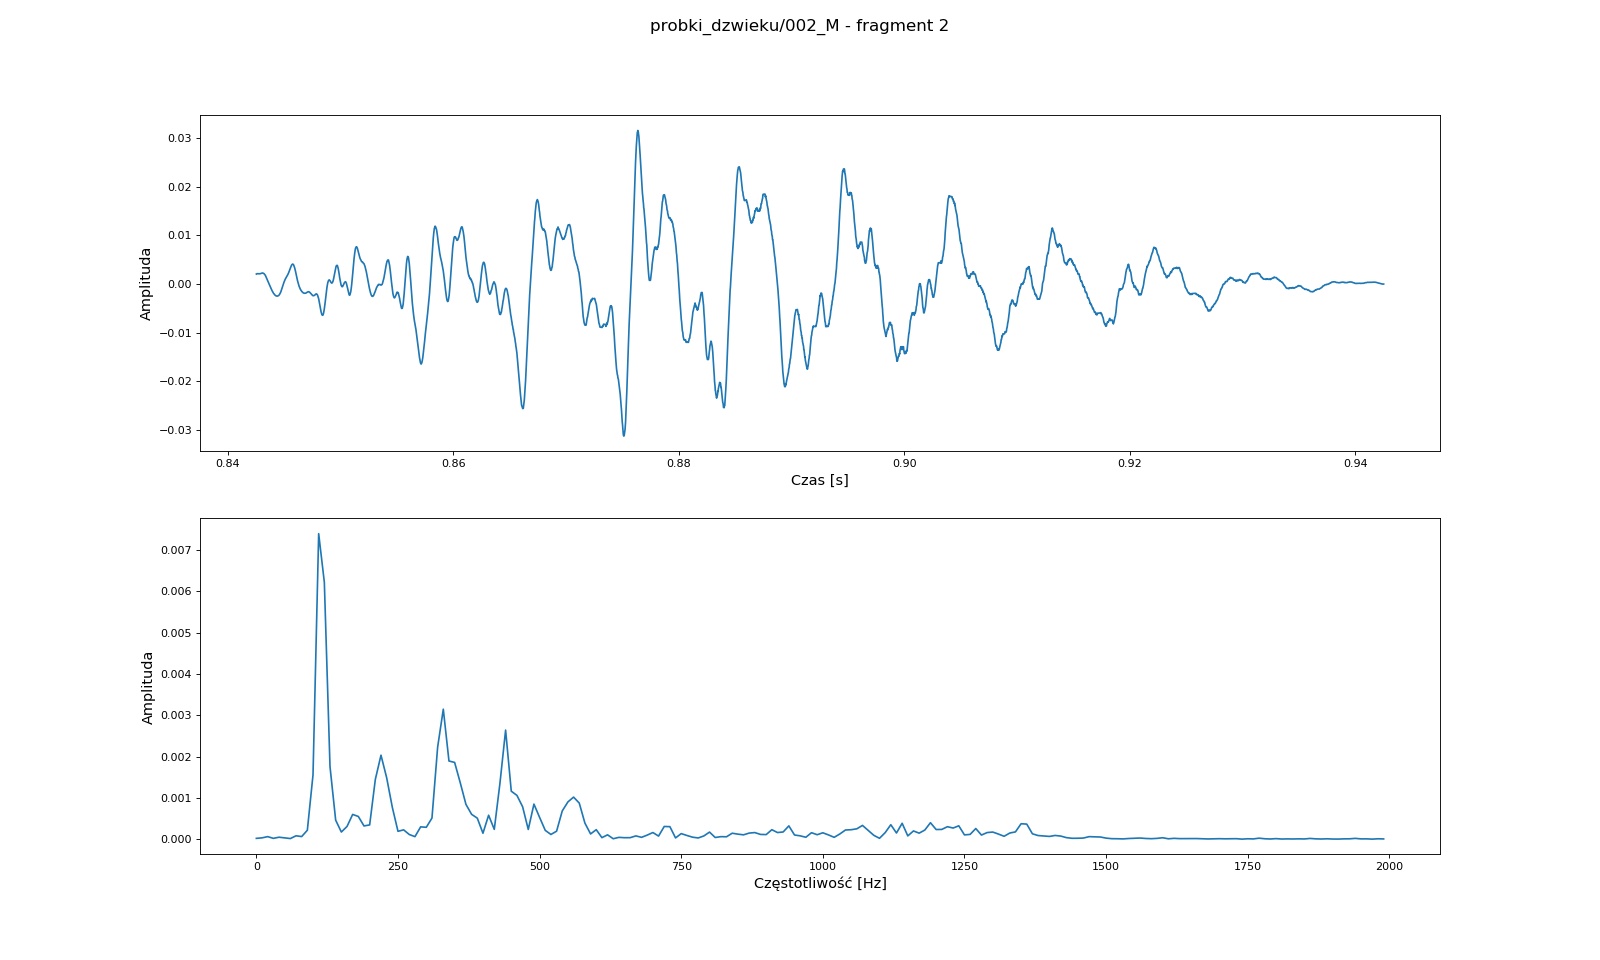 probki_dzwieku/002_M - fragment 2
Amplituda
0.03
0.02
0.01
0.00
−0.01
−0.02
−0.03
0.84 0.86 0.88 0.90 0.92 0.94
Czas [s]
Amplituda
0.007
0.006
0.005
0.004
0.003
0.002
0.001
0.000
0 250 500 750 1000 1250 1500 1750 2000
Częstotliwość [Hz]